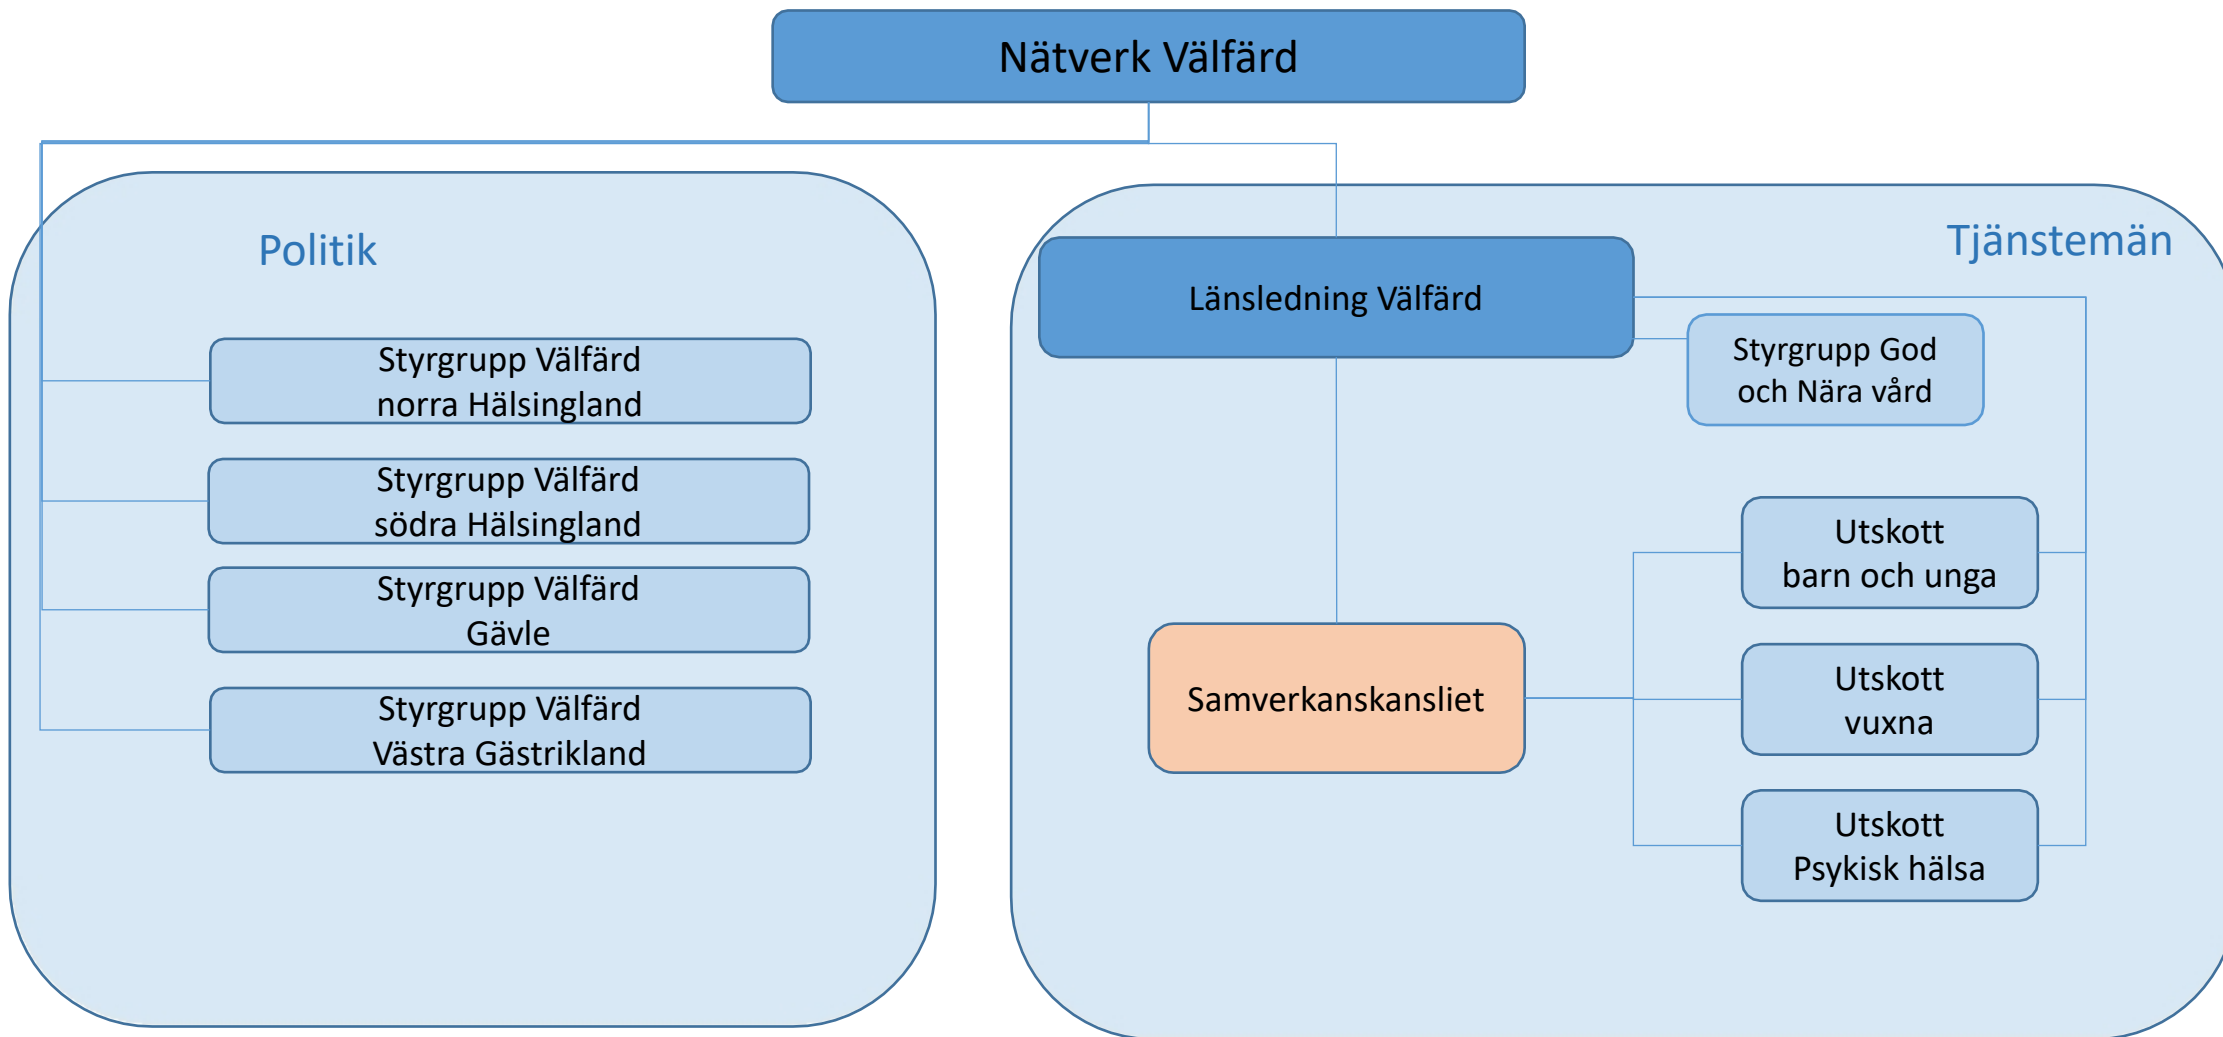 Nätverk Välfärd
Politik
Styrgrupp Välfärd
norra Hälsingland
Styrgrupp Välfärd
södra Hälsingland
Styrgrupp Välfärd
Gävle
Styrgrupp Välfärd
Västra Gästrikland
Tjänstemän
Länsledning Välfärd
Styrgrupp God
och Nära vård
Samverkanskansliet
Utskott
barn och unga
Utskott
vuxna
Utskott
Psykisk hälsa